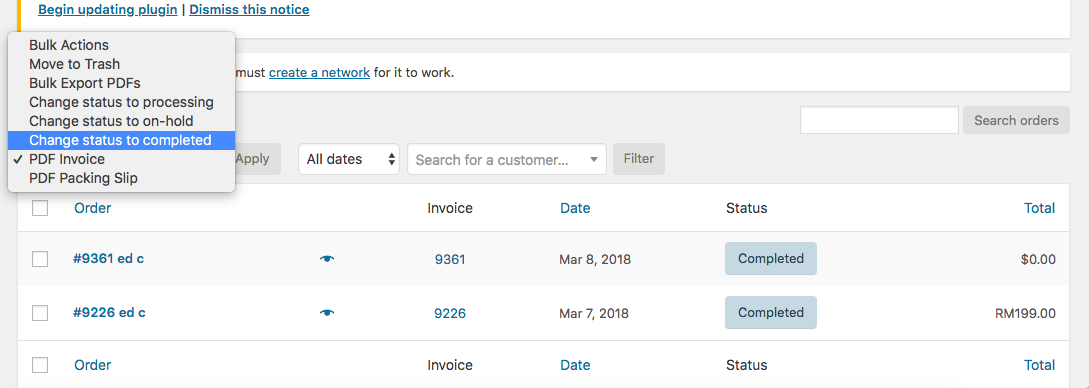 Begin updating plugin | Dismiss this notice
Bulk Actions
Move to Trash
must create a network for it to work.
Bulk Export PDFs
Change status to processing
Change status to on-hold
Search orders
Change status to completed
✓ PDF Invoice
Apply All dates Search for a customer... Filter
PDF Packing Slip
Order Invoice Date Status Total
#9361 ed c 9361 Mar 8, 2018 Completed $0.00
#9226 ed c 9226 Mar 7, 2018 Completed RM199.00
Order Invoice Date Status Total